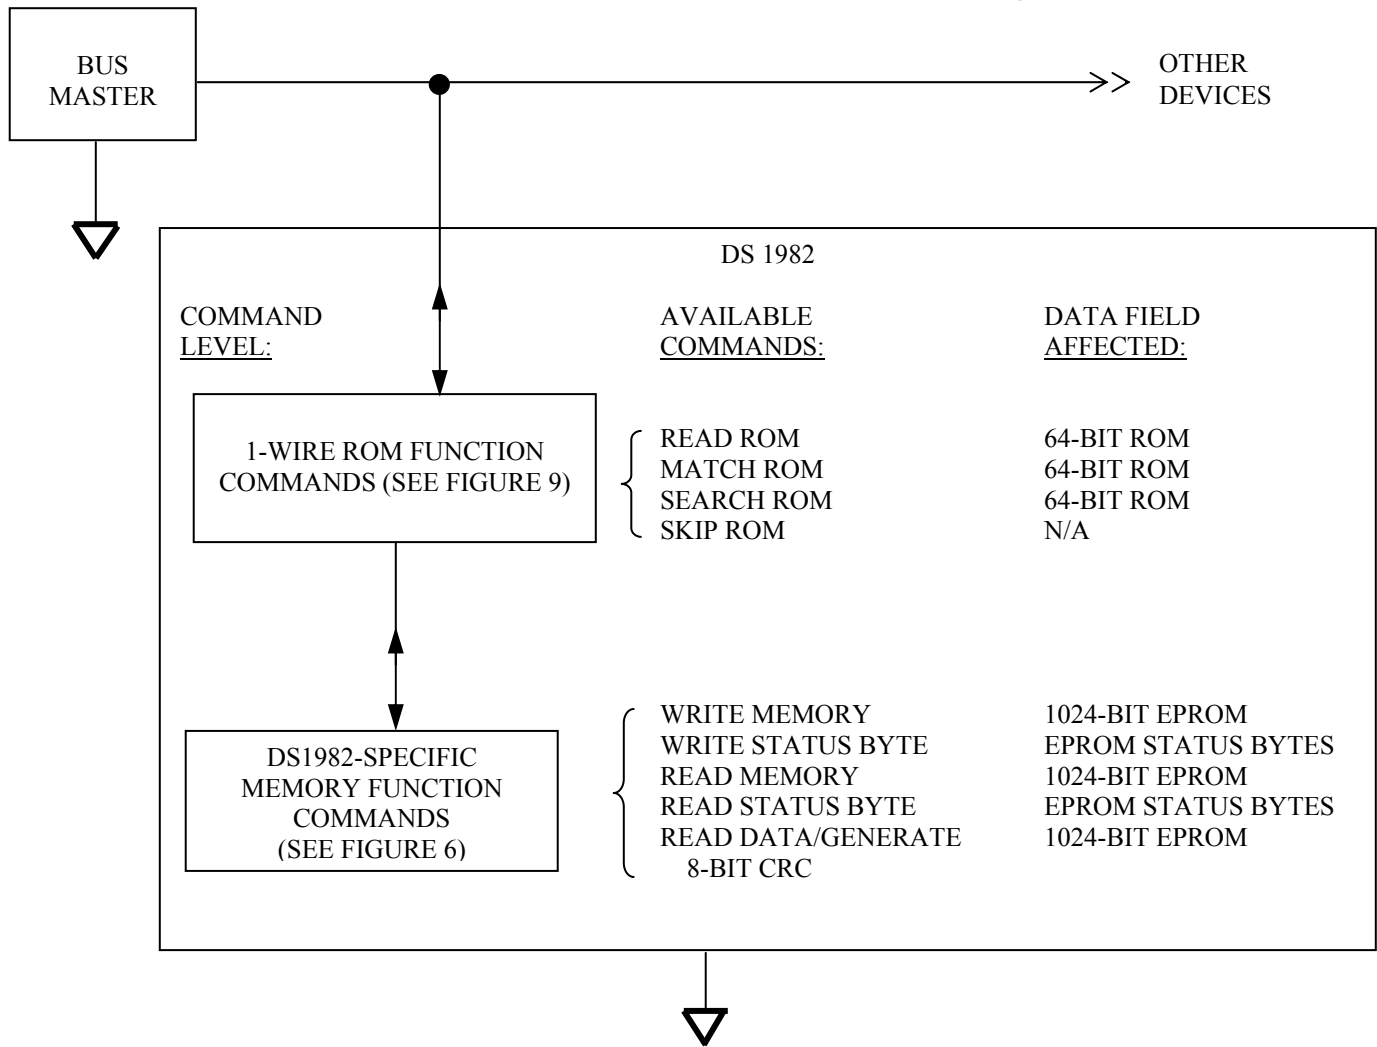 BUS
MASTER
OTHER
DEVICES
DS 1982
COMMAND
LEVEL:
AVAILABLE
COMMANDS:
DATA FIELD
AFFECTED:
1-WIRE ROM FUNCTION
COMMANDS (SEE FIGURE 9)
READ ROM
MATCH ROM
SEARCH ROM
SKIP ROM
64-BIT ROM
64-BIT ROM
64-BIT ROM
N/A
DS1982-SPECIFIC
MEMORY FUNCTION
COMMANDS
(SEE FIGURE 6)
WRITE MEMORY
WRITE STATUS BYTE
READ MEMORY
READ STATUS BYTE
READ DATA/GENERATE
8-BIT CRC
1024-BIT EPROM
EPROM STATUS BYTES
1024-BIT EPROM
EPROM STATUS BYTES
1024-BIT EPROM